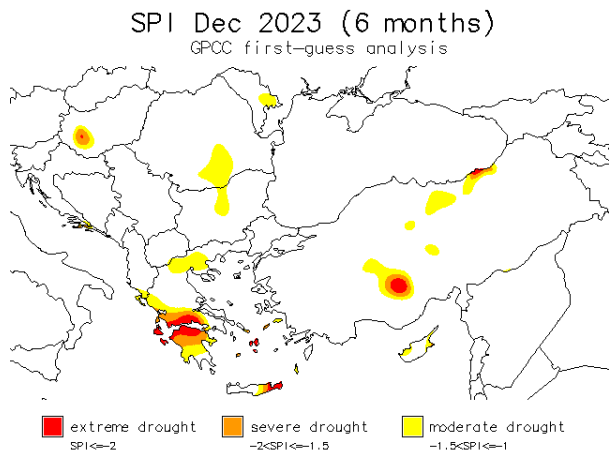 SPI Dec 2023 (6 months)
GPCC first—guess analysis
extreme drought severe drought moderate drought
SPI<=−2 −2<SPI<=−1.5 −1.5<SPI<=−1